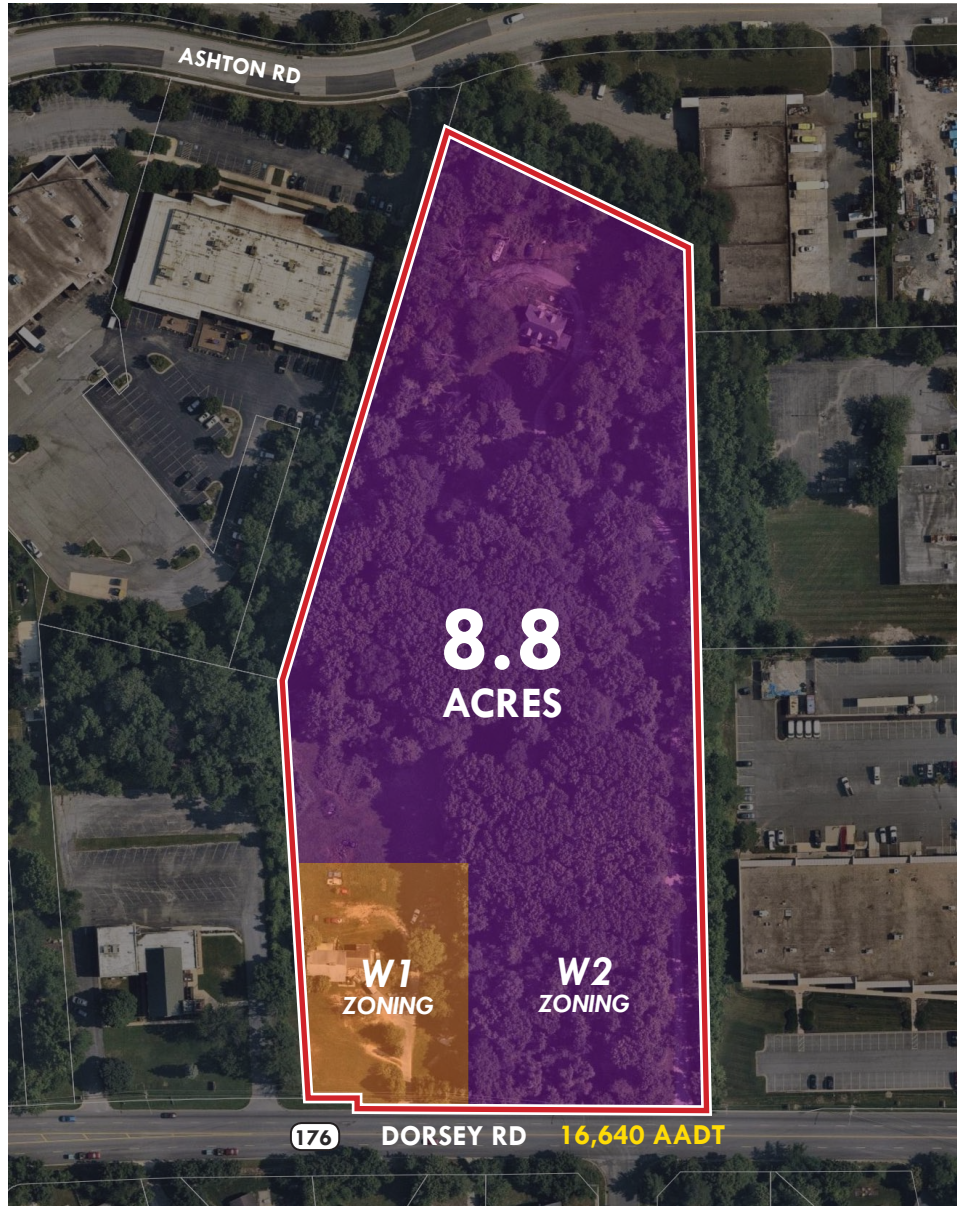 ASHTON RD
8.8
ACRES
W1
ZONING
W2
ZONING
176 DORSEY RD 16,640 AADT